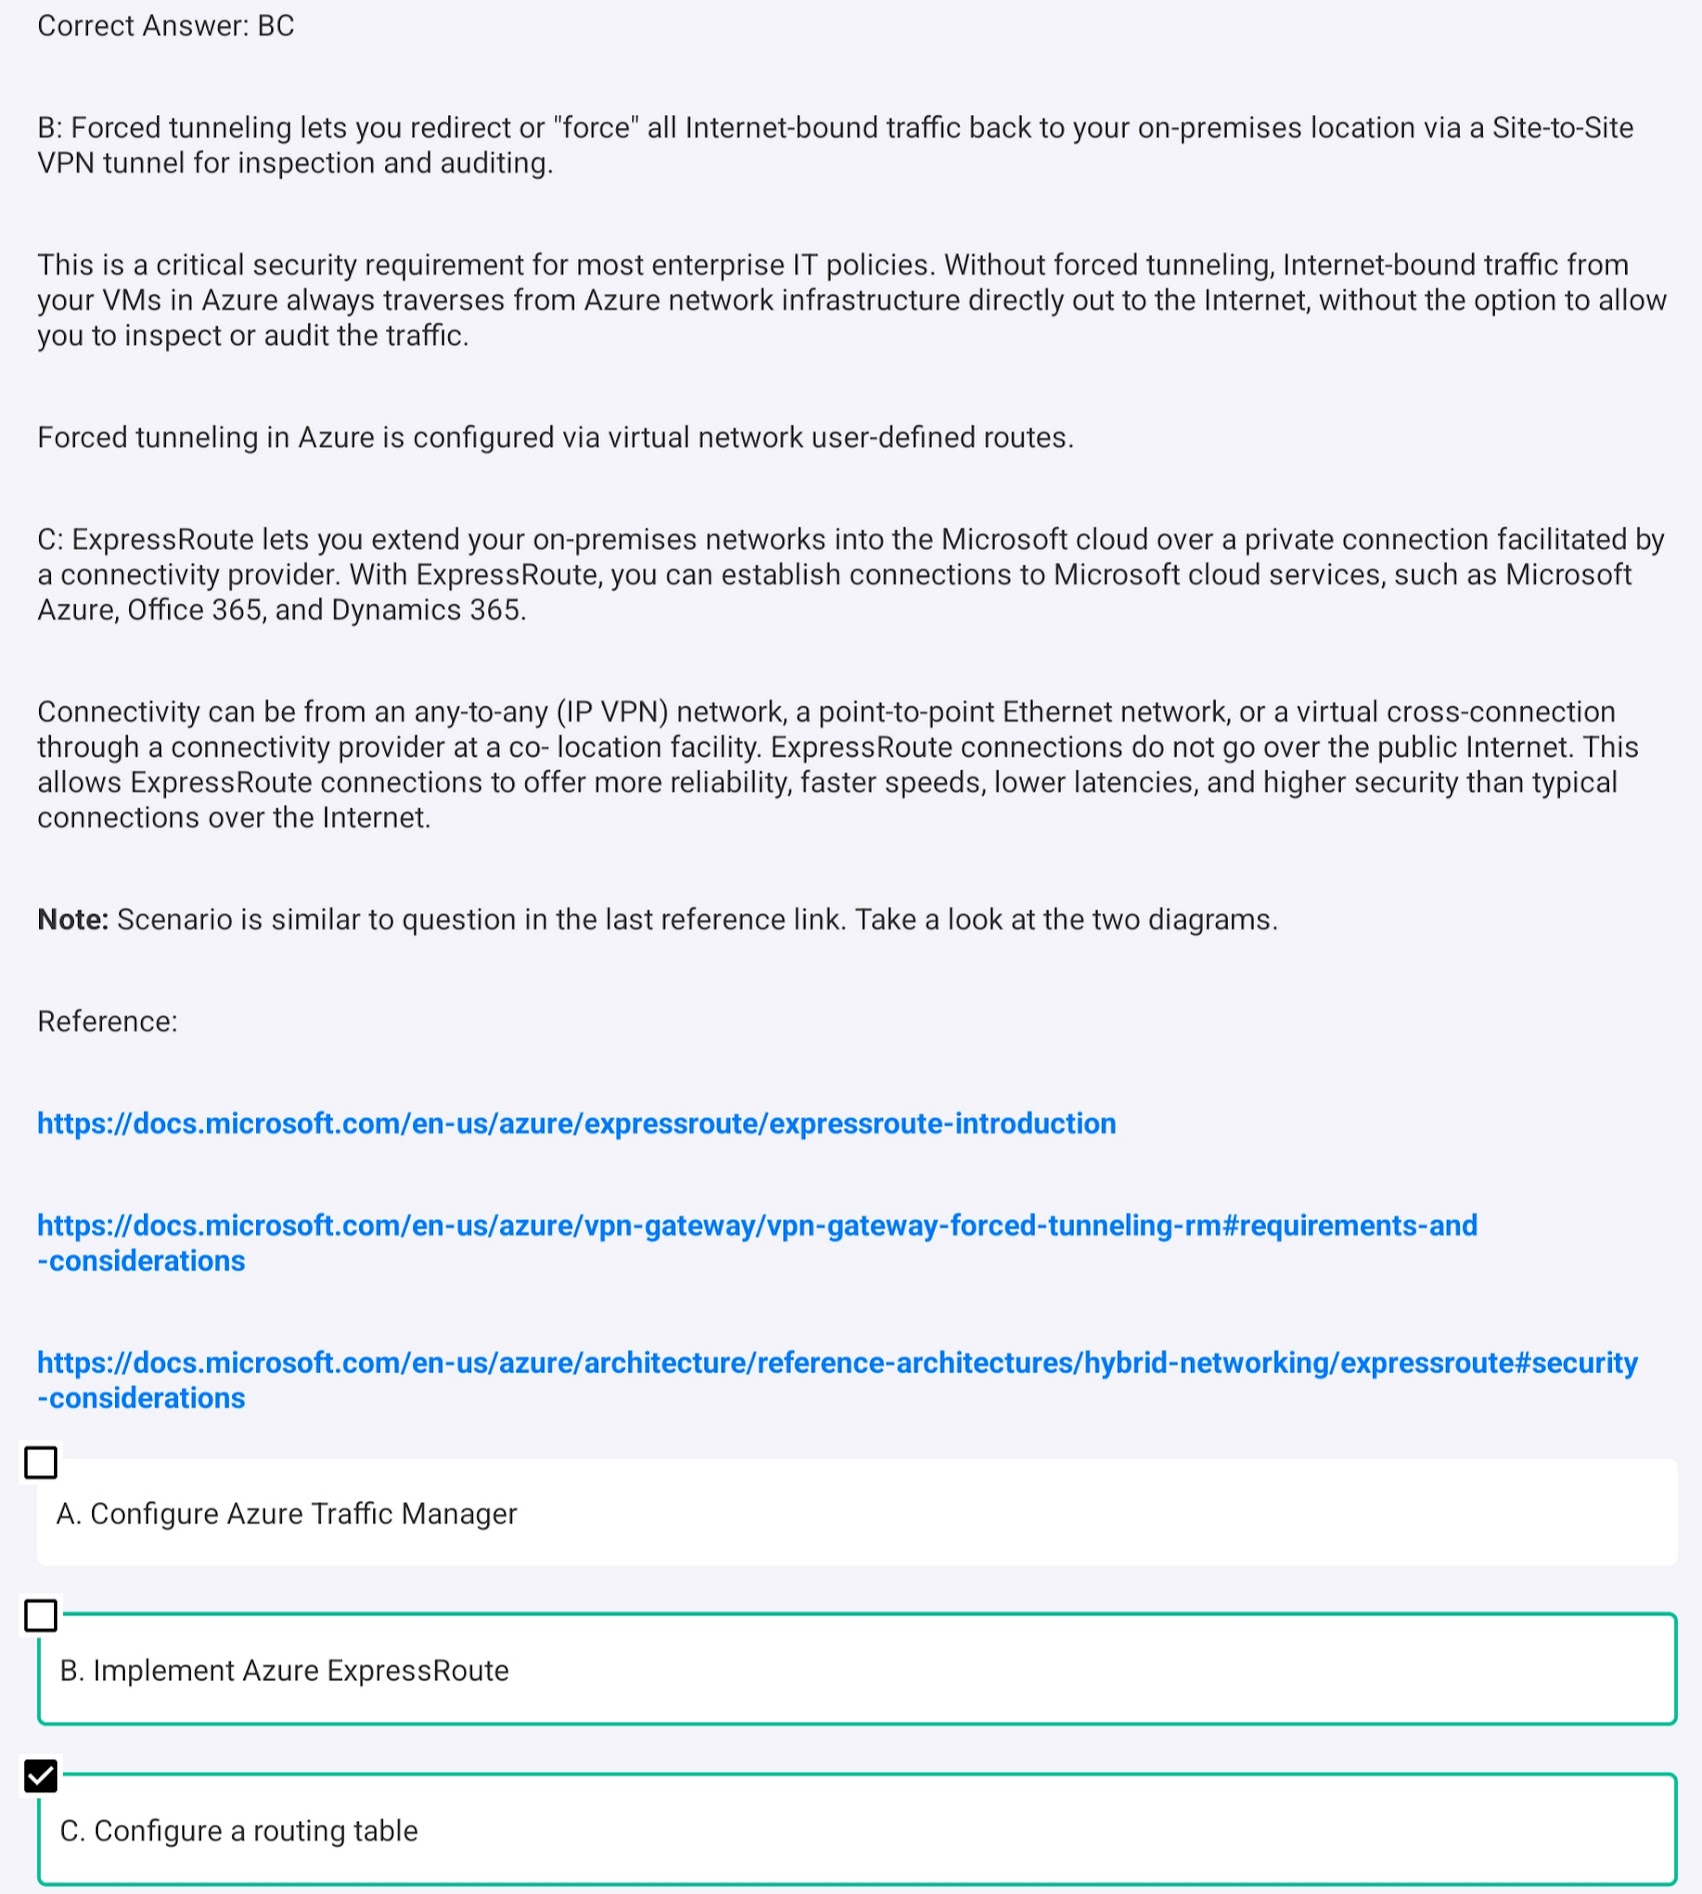 Correct Answer: BC
B: Forced tunneling lets you redirect or "force" all Internet-bound traffic back to your on-premises location via a Site-to-Site
VPN tunnel for inspection and auditing.
This is a critical security requirement for most enterprise IT policies. Without forced tunneling, Internet-bound traffic from
your VMs in Azure always traverses from Azure network infrastructure directly out to the Internet, without the option to allow
you to inspect or audit the traffic.
Forced tunneling in Azure is configured via virtual network user-defined routes.
C: ExpressRoute lets you extend your on-premises networks into the Microsoft cloud over a private connection facilitated by
a connectivity provider. With ExpressRoute, you can establish connections to Microsoft cloud services, such as Microsoft
Azure, Office 365, and Dynamics 365.
Connectivity can be from an any-to-any (IP VPN) network, a point-to-point Ethernet network, or a virtual cross-connection
through a connectivity provider at a co- location facility. ExpressRoute connections do not go over the public Internet. This
allows ExpressRoute connections to offer more reliability, faster speeds, lower latencies, and higher security than typical
connections over the Internet.
Note: Scenario is similar to question in the last reference link. Take a look at the two diagrams.
Reference:
https://docs.microsoft.com/en-us/azure/expressroute/expressroute-introduction
https://docs.microsoft.com/en-us/azure/vpn-gateway/vpn-gateway-forced-tunneling-rm#requirements-and
-considerations
https://docs.microsoft.com/en-us/azure/architecture/reference-architectures/hybrid-networking/expressroute#security
-considerations
A. Configure Azure Traffic Manager
B. Implement Azure ExpressRoute
C. Configure a routing table